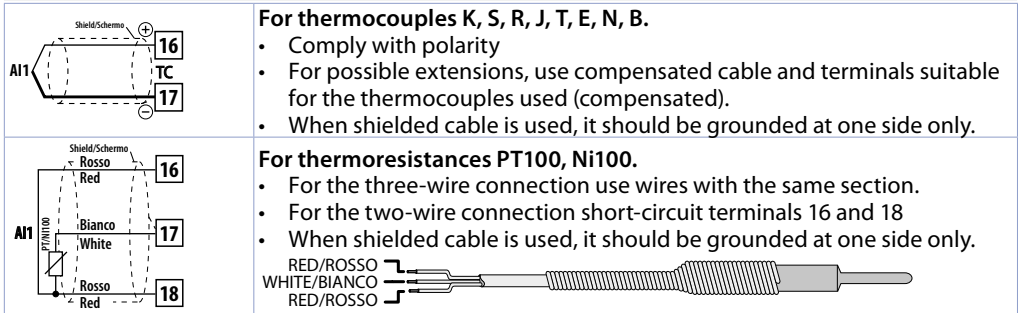 Shield/Schermo
+
16
AI1
TC
17
-
For thermocouples K, S, R, J, T, E, N, B.
• Comply with polarity
• For possible extensions, use compensated cable and terminals suitable
for the thermocouples used (compensated).
• When shielded cable is used, it should be grounded at one side only.
Shield/Schermo
Rosso
Red
16
AI1
PT/NI100
Bianco
White
17
Rosso
Red
18
For thermoresistances PT100, Ni100.
• For the three-wire connection use wires with the same section.
• For the two-wire connection short-circuit terminals 16 and 18
• When shielded cable is used, it should be grounded at one side only.
RED/ROSSO
WHITE/BIANCO
RED/ROSSO